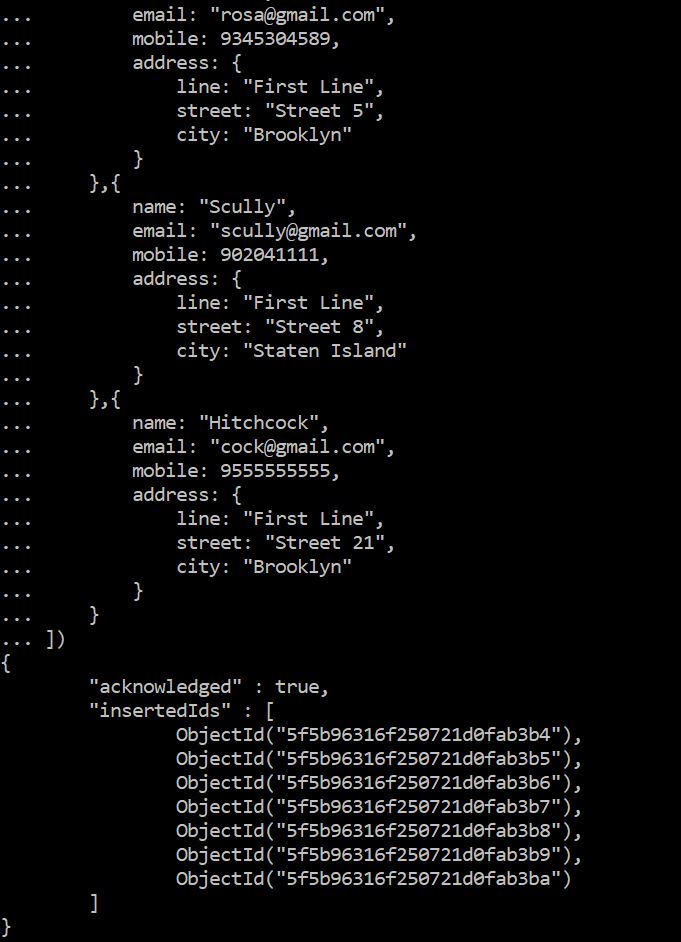 ...         email: "rosa@gmail.com",
...         mobile: 9345304589,
...         address: {
...             line: "First Line",
...             street: "Street 5",
...             city: "Brooklyn"
...         }
...     },{
...         name: "Scully",
...         email: "scully@gmail.com",
...         mobile: 902041111,
...         address: {
...             line: "First Line",
...             street: "Street 8",
...             city: "Staten Island"
...         }
...     },{
...         name: "Hitchcock",
...         email: "cock@gmail.com",
...         mobile: 9555555555,
...         address: {
...             line: "First Line",
...             street: "Street 21",
...             city: "Brooklyn"
...         }
...     }
... ])
{
        "acknowledged" : true,
        "insertedIds" : [
                ObjectId("5f5b96316f250721d0fab3b4"),
                ObjectId("5f5b96316f250721d0fab3b5"),
                ObjectId("5f5b96316f250721d0fab3b6"),
                ObjectId("5f5b96316f250721d0fab3b7"),
                ObjectId("5f5b96316f250721d0fab3b8"),
                ObjectId("5f5b96316f250721d0fab3b9"),
                ObjectId("5f5b96316f250721d0fab3ba")
        ]
}